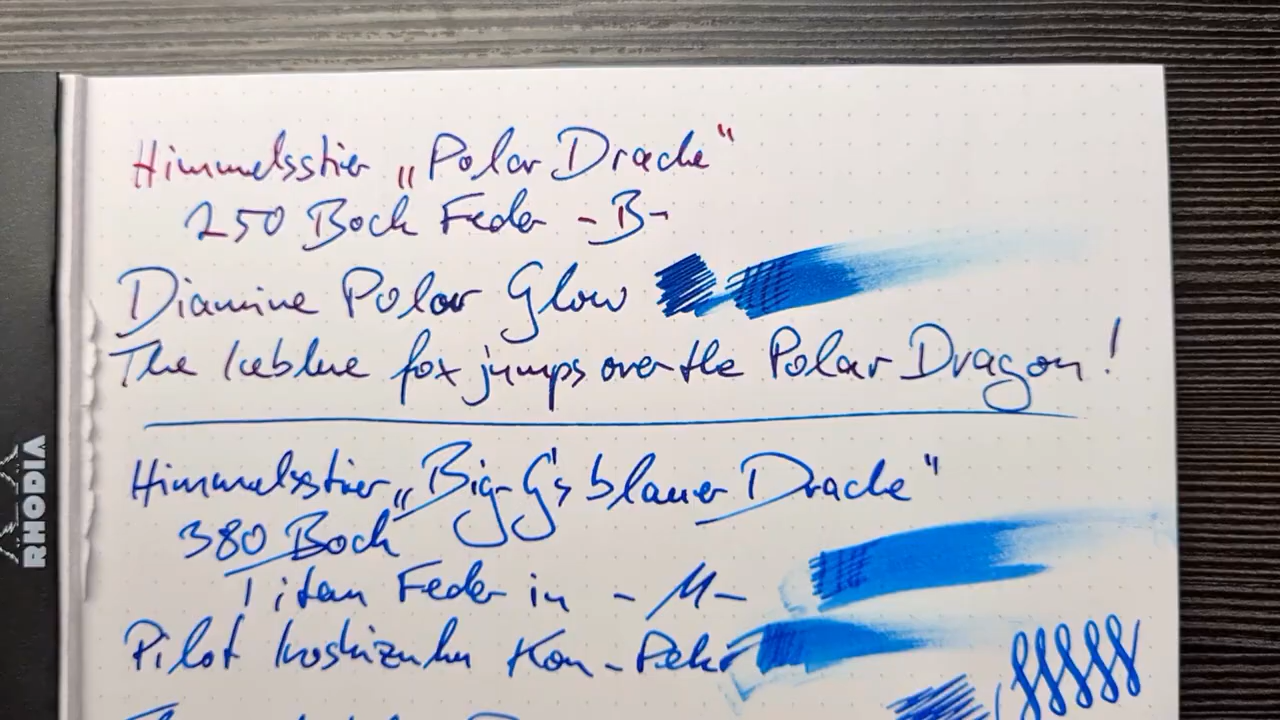 Himmelsstier „Polar Drache"
250 Bock Feder -B-
Diamine Polar Glow
The Iceblue fox jumps over the Polar Dragon!
Himmelsstier „Big-G's blauer Drache"
380 Bock
Titan Feder in -M-
Pilot Iroshizuku Kon-Peki
RHODIA